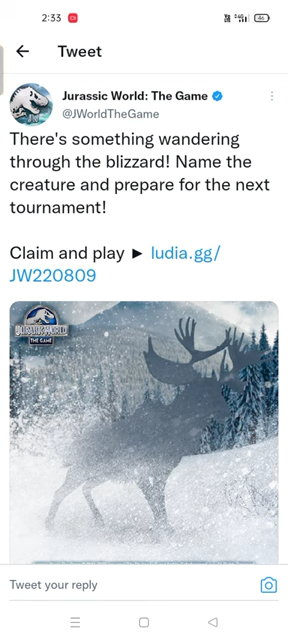 2:33
Tweet
Jurassic World: The Game
@JWorldTheGame
There's something wandering
through the blizzard! Name the
creature and prepare for the next
tournament!
Claim and play ► ludia.gg/
JW220809
JURASSIC WORLD
THE GAME
Tweet your reply